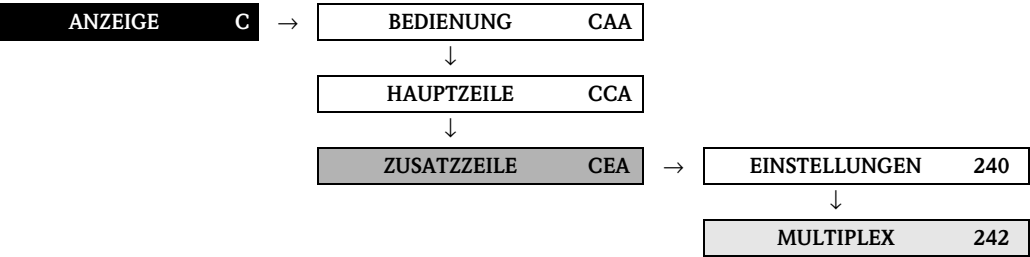 ANZEIGE C → BEDIENUNG CAA
↓
HAUPTZEILE CCA
↓
ZUSATZZEILE CEA → EINSTELLUNGEN 240
↓
MULTIPLEX 242